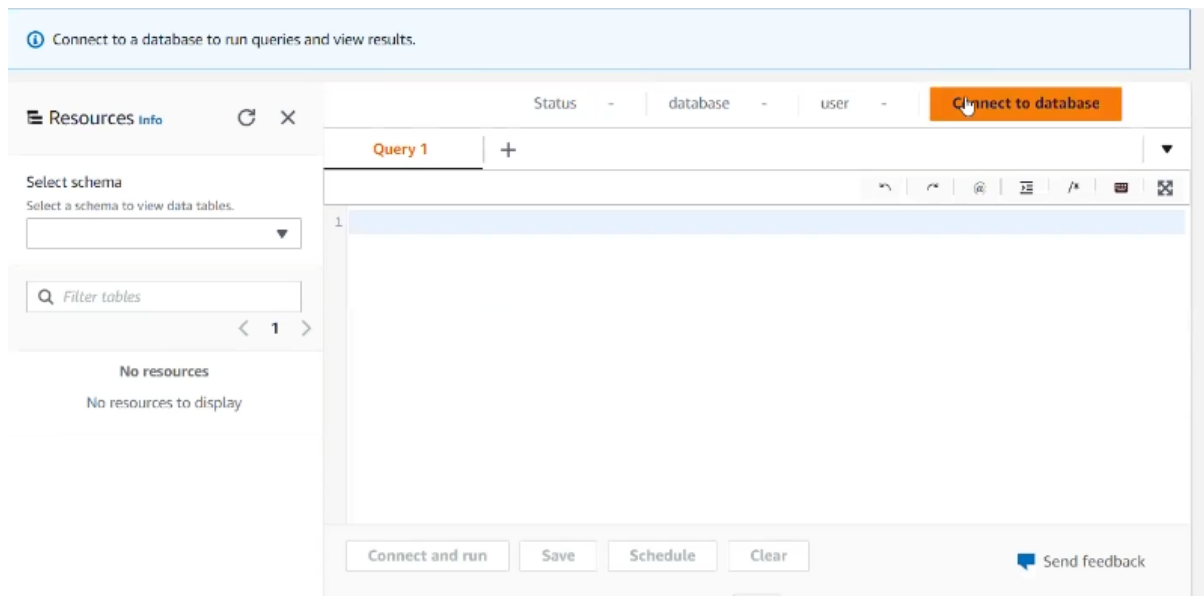 Connect to a database to run queries and view results.
Resources Info
Status - database - user - Connect to database
Query 1
Select schema
Select a schema to view data tables.
@ /*
1
Filter tables
1
No resources
No resources to display
Connect and run Save Schedule Clear
Send feedback